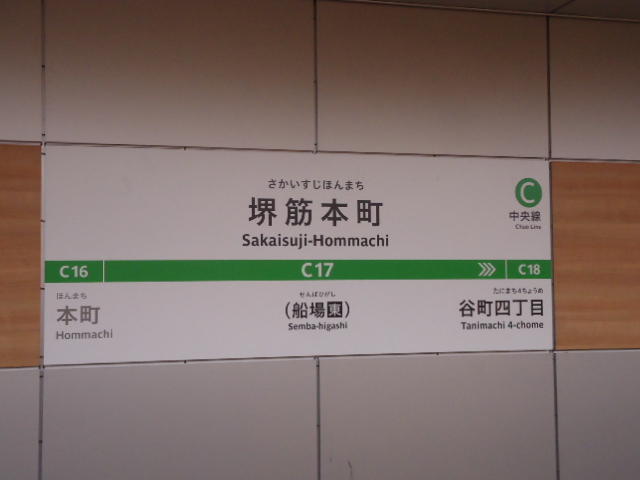 さかいすじほんまち
堺筋本町
Sakaisuji-Hommachi
C
中央線
Chuo Line
C16
C17
C18
ほんまち
本町
Hommachi
せんばひがし
(船場東)
Semba-higashi
たにまち4ちょうめ
谷町四丁目
Tanimachi 4-chome